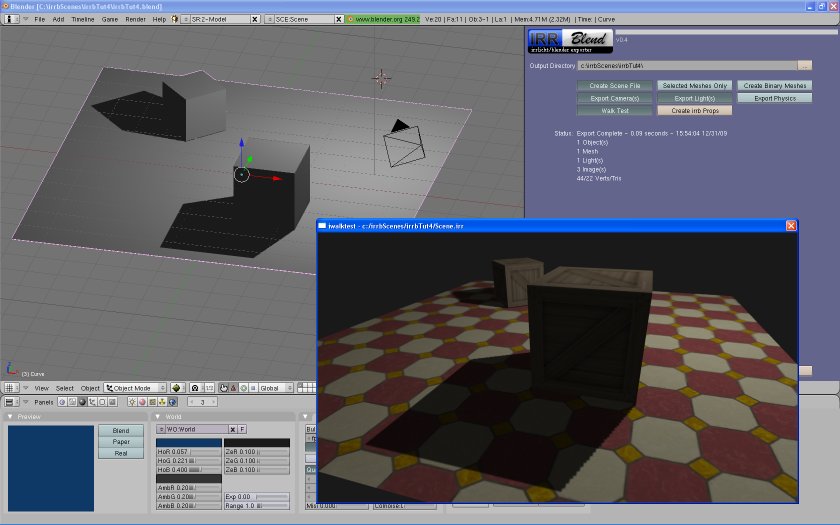 Blender [C:\irrbScenes\irrbTut4\irrbTut4.blend]
File Add Timeline Game Render Help SR:2-Model SCE:Scene www.blender.org 249.2 Ve:20 | Fa:11 | Ob:3-1 | La:1 | Mem:4.71M (2.32M) | Time: | Curve
IRR Blend v0.4
irrlicht/blender exporter
Output Directory c:\irrbScenes\irrbTut4\ ...
Create Scene File Selected Meshes Only Create Binary Meshes
Export Camera(s) Export Light(s) Export Physics
Walk Test Create irrb Props
Status: Export Complete - 0.09 seconds - 15:54:04 12/31/09
1 Object(s)
1 Mesh
1 Light(s)
3 Image(s)
44/22 Verts/Tris
iwalktest - c:/irrbScenes/irrbTut4/Scene.irr
(3) Curve
View Select Object Object Mode Global
Panels 3
Preview World
Blend
Paper
Real
WO:World F
HoR 0.057 ZeR 0.100
HoG 0.221 ZeG 0.100
HoB 0.400 ZeB 0.100
AmbR 0.20
AmbG 0.20 Exp 0.00
AmbB 0.20 Range 1.0